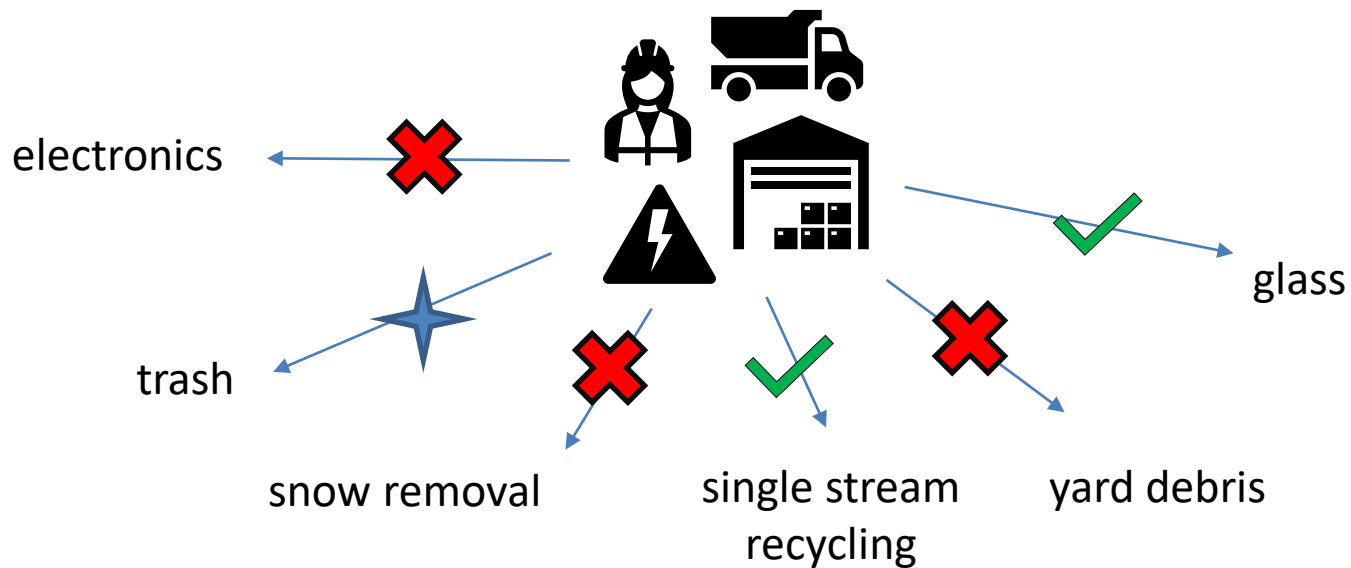 electronics
glass
trash
snow removal
single stream
recycling
yard debris